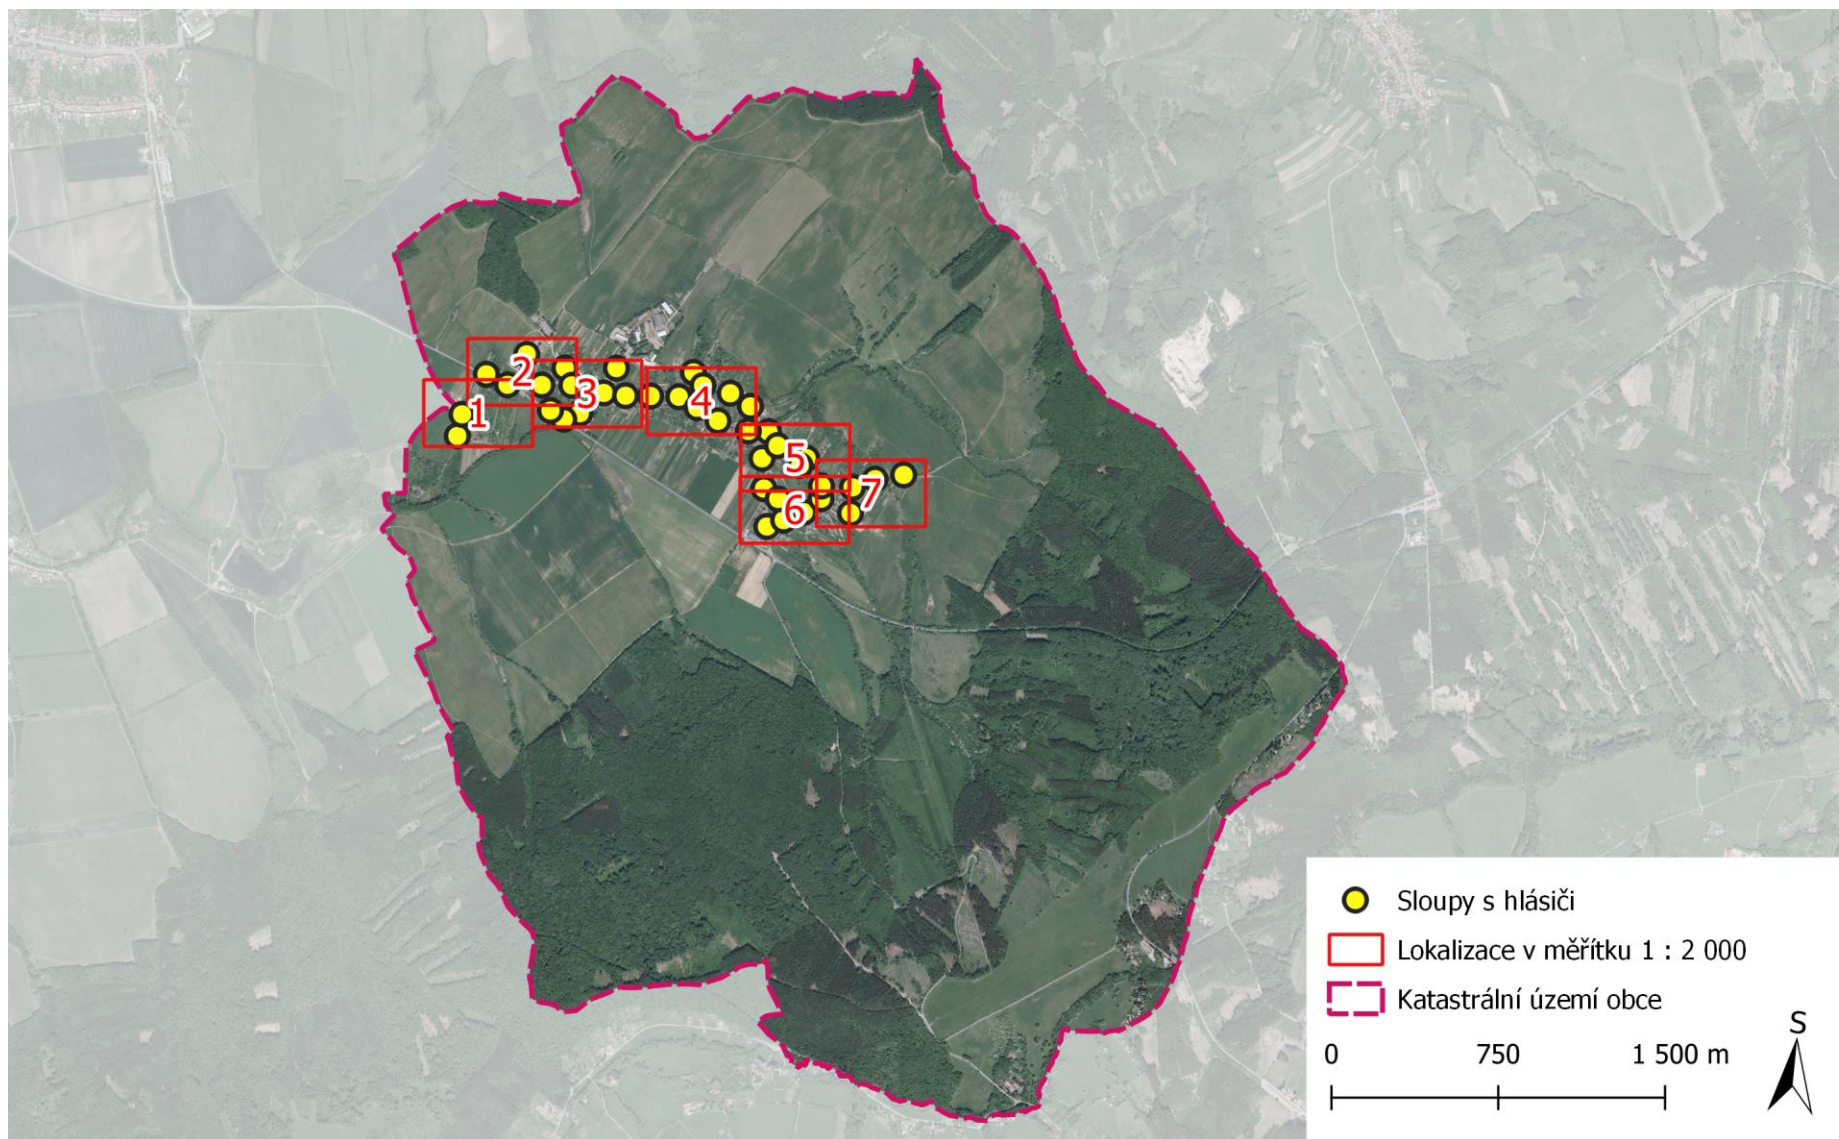 2
1
3
4
5
7
6
Sloupy s hlásiči
Lokalizace v měřítku 1 : 2 000
Katastrální území obce
S
0 750 1 500 m